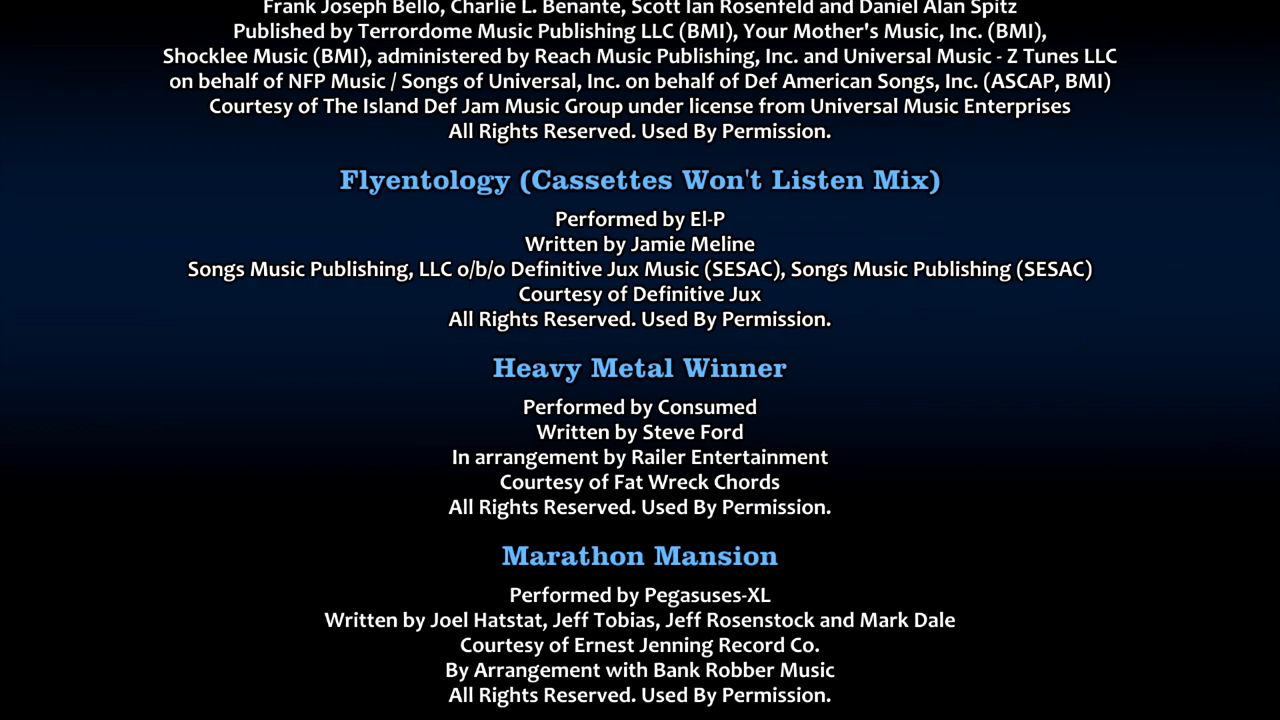 Frank Joseph Bello, Charlie L. Benante, Scott Ian Rosenfeld and Daniel Alan Spitz
Published by Terrordome Music Publishing LLC (BMI), Your Mother's Music, Inc. (BMI),
Shocklee Music (BMI), administered by Reach Music Publishing, Inc. and Universal Music - Z Tunes LLC
on behalf of NFP Music / Songs of Universal, Inc. on behalf of Def American Songs, Inc. (ASCAP, BMI)
Courtesy of The Island Def Jam Music Group under license from Universal Music Enterprises
All Rights Reserved. Used By Permission.
Flyentology (Cassettes Won't Listen Mix)
Performed by El-P
Written by Jamie Meline
Songs Music Publishing, LLC o/b/o Definitive Jux Music (SESAC), Songs Music Publishing (SESAC)
Courtesy of Definitive Jux
All Rights Reserved. Used By Permission.
Heavy Metal Winner
Performed by Consumed
Written by Steve Ford
In arrangement by Railer Entertainment
Courtesy of Fat Wreck Chords
All Rights Reserved. Used By Permission.
Marathon Mansion
Performed by Pegasuses-XL
Written by Joel Hatstat, Jeff Tobias, Jeff Rosenstock and Mark Dale
Courtesy of Ernest Jenning Record Co.
By Arrangement with Bank Robber Music
All Rights Reserved. Used By Permission.